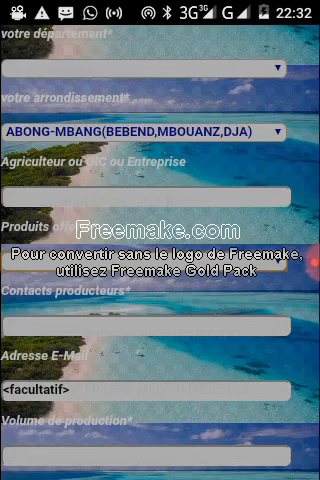 3G 3G G 22:32
votre département*
votre arrondissement*
ABONG-MBANG(BEBEND,MBOUANZ,DJA)
Agriculteur ou GIC ou Entreprise
Produits
Freemake.com
Pour convertir sans le logo de Freemake,
utilisez Freemake Gold Pack
Contacts producteurs*
Adresse E-Mail
<facultatif>
Volume de production*